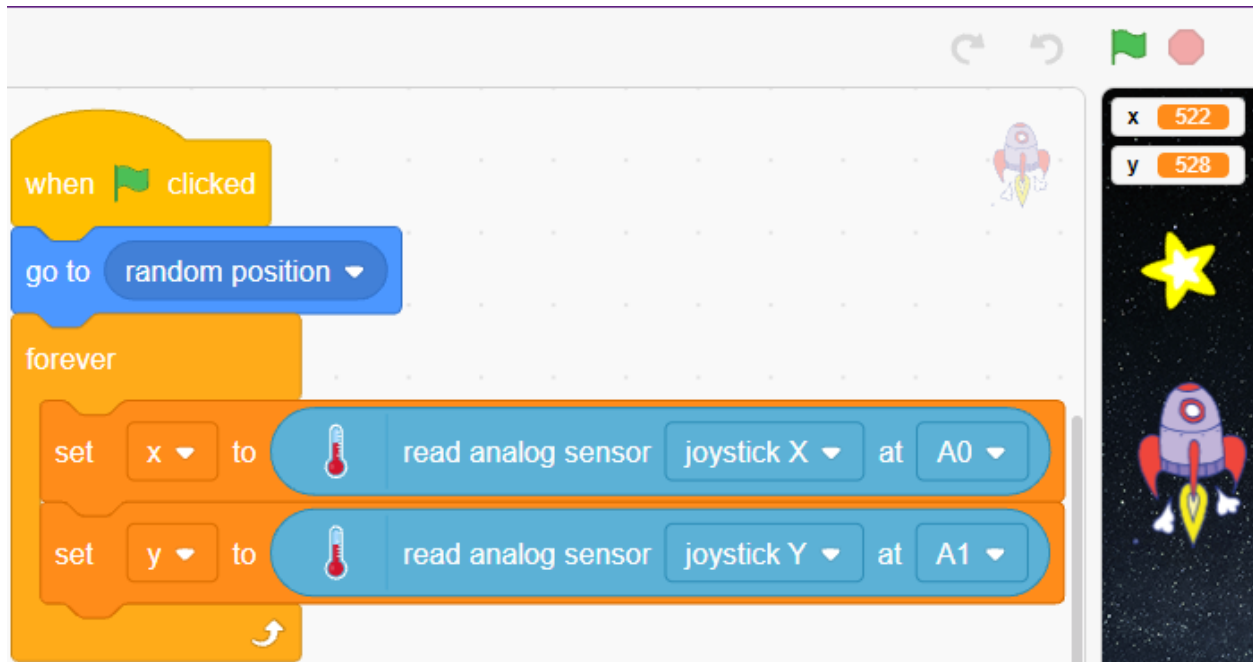 x 522
y 528
when clicked
go to random position
forever
set x to read analog sensor joystick X at A0
set y to read analog sensor joystick Y at A1